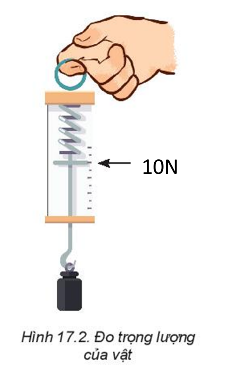 10N
Hình 17.2. Đo trọng lượng
của vật